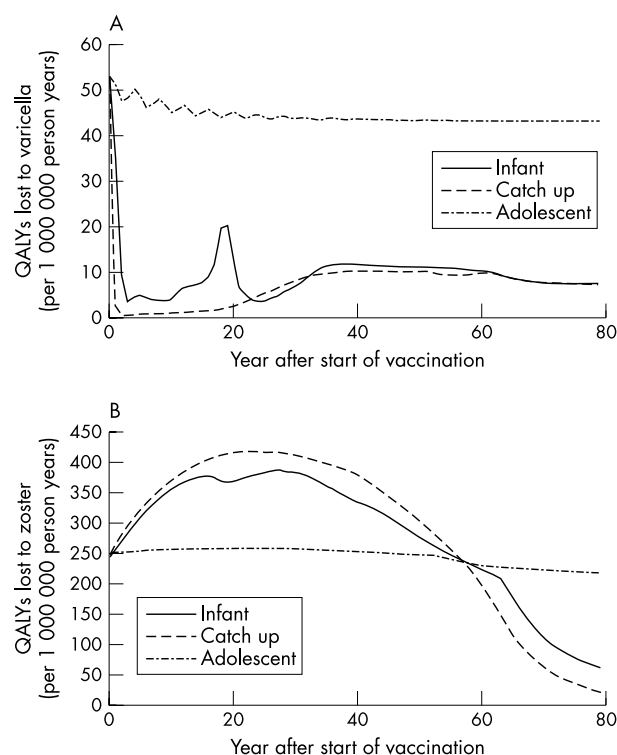 A
QALYs lost to varicella
(per 1 000 000 person years)
60
50
40
30
20
10
0
Infant
Catch up
Adolescent
0 20 40 60 80
Year after start of vaccination
B
QALYs lost to zoster
(per 1 000 000 person years)
450
400
350
300
250
200
150
100
50
0
Infant
Catch up
Adolescent
0 20 40 60 80
Year after start of vaccination